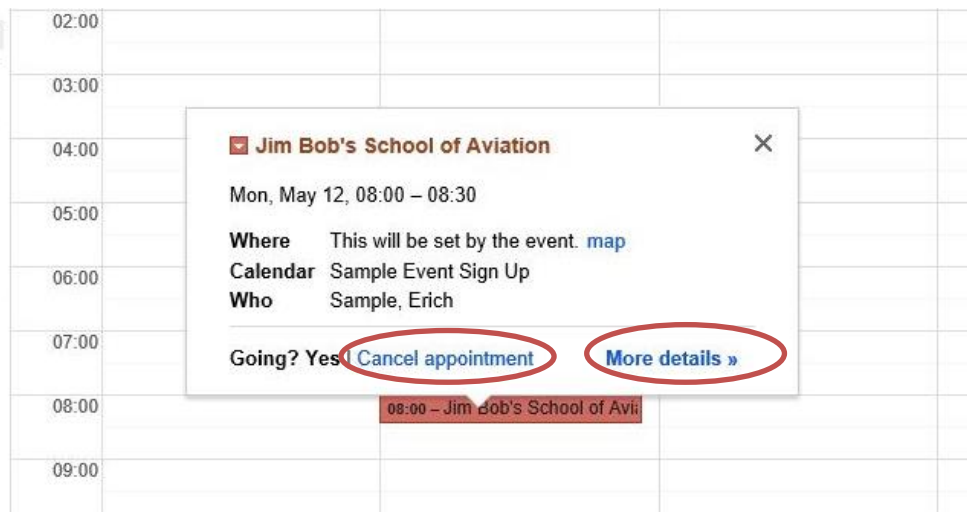 02:00
03:00
04:00
Jim Bob's School of Aviation
Mon, May 12, 08:00 – 08:30
05:00
Where This will be set by the event. map
Calendar Sample Event Sign Up
06:00
Who Sample, Erich
07:00
Going? Yes | Cancel appointment More details »
08:00
08:00 – Jim Bob's School of Avi
09:00